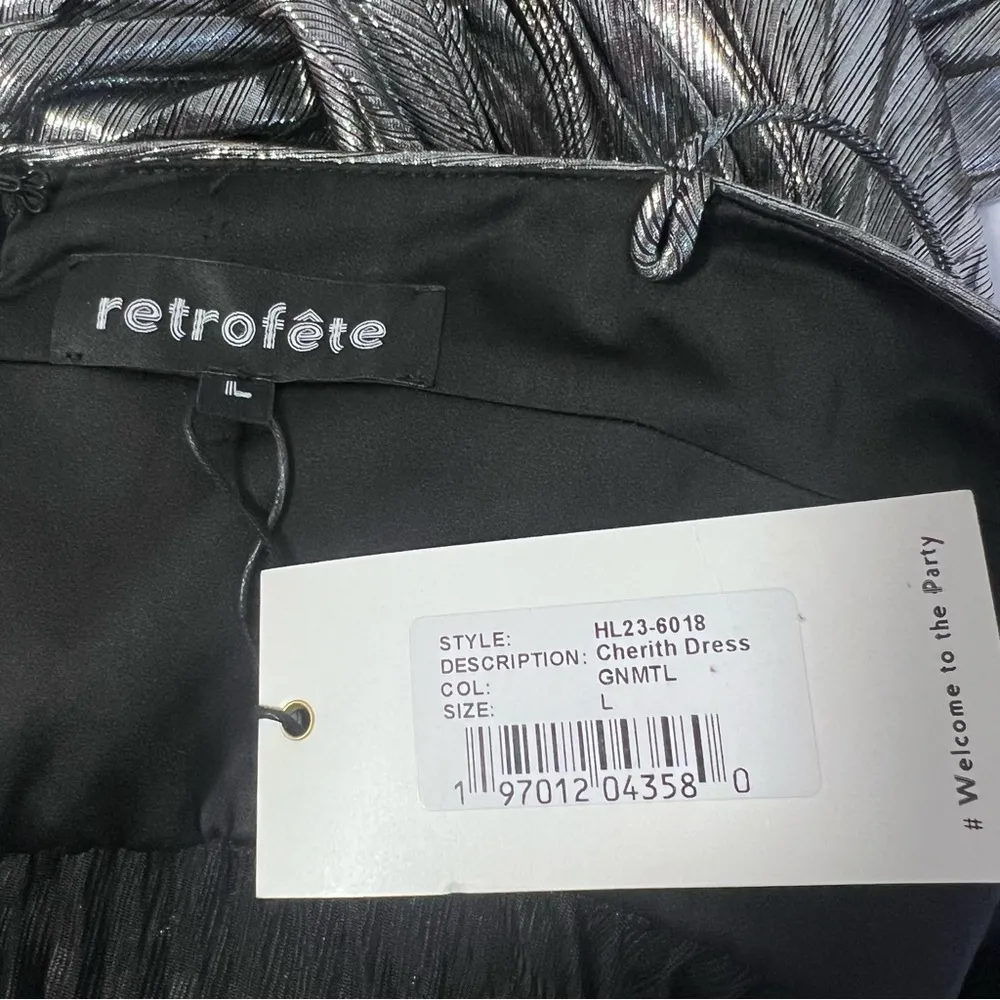 retrofête
L
STYLE: HL23-6018
DESCRIPTION: Cherith Dress
COL: GNMTL
SIZE: L
1 97012 04358 0
# Welcome to the Party